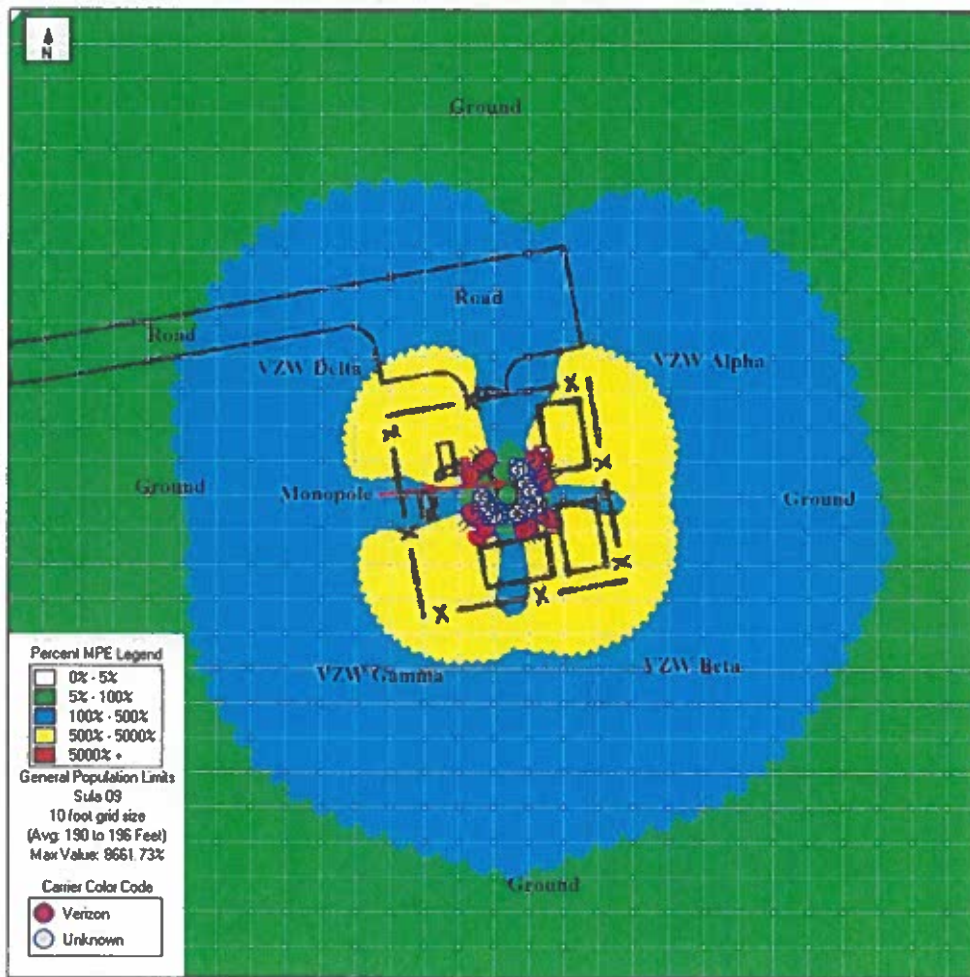 N
Ground
Road
Road
VZW Delta
VZW Alpha
Ground
Monopole
Ground
VZW Gamma
VZW Beta
Ground
Percent MPE Legend
0% - 5%
5% - 100%
100% - 500%
500% - 5000%
5000% +
General Population Limits
Sula 09
10 foot grid size
(Avg: 190 to 196 Feet)
Max Value: 8661.73%
Carrier Color Code
Verizon
Unknown